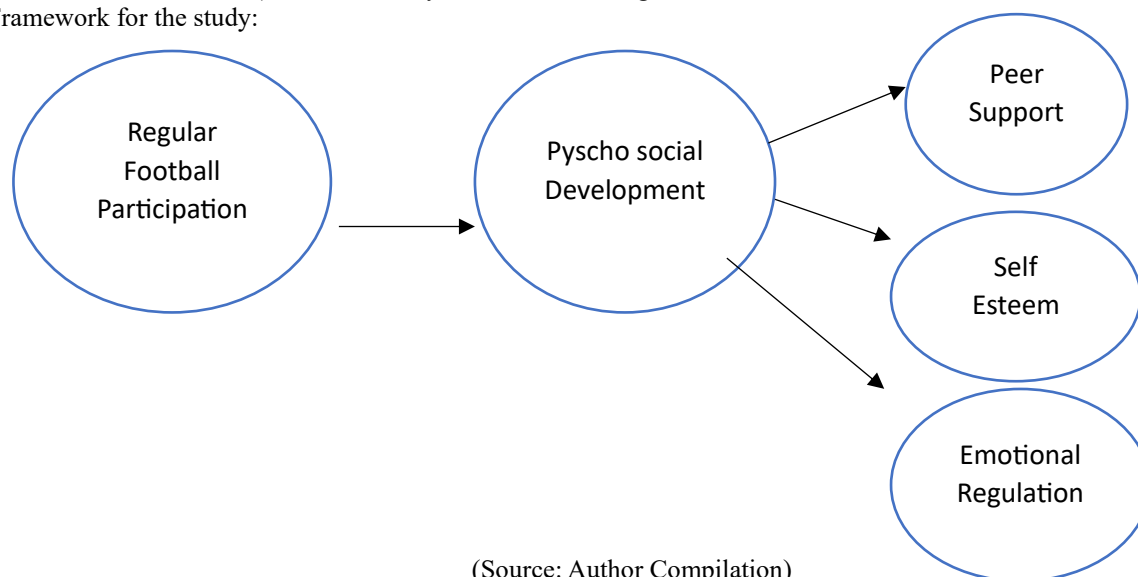 Framework for the study:
Regular
Football
Participation
Pyscho social
Development
Peer
Support
Self
Esteem
Emotional
Regulation
(Source: Author Compilation)